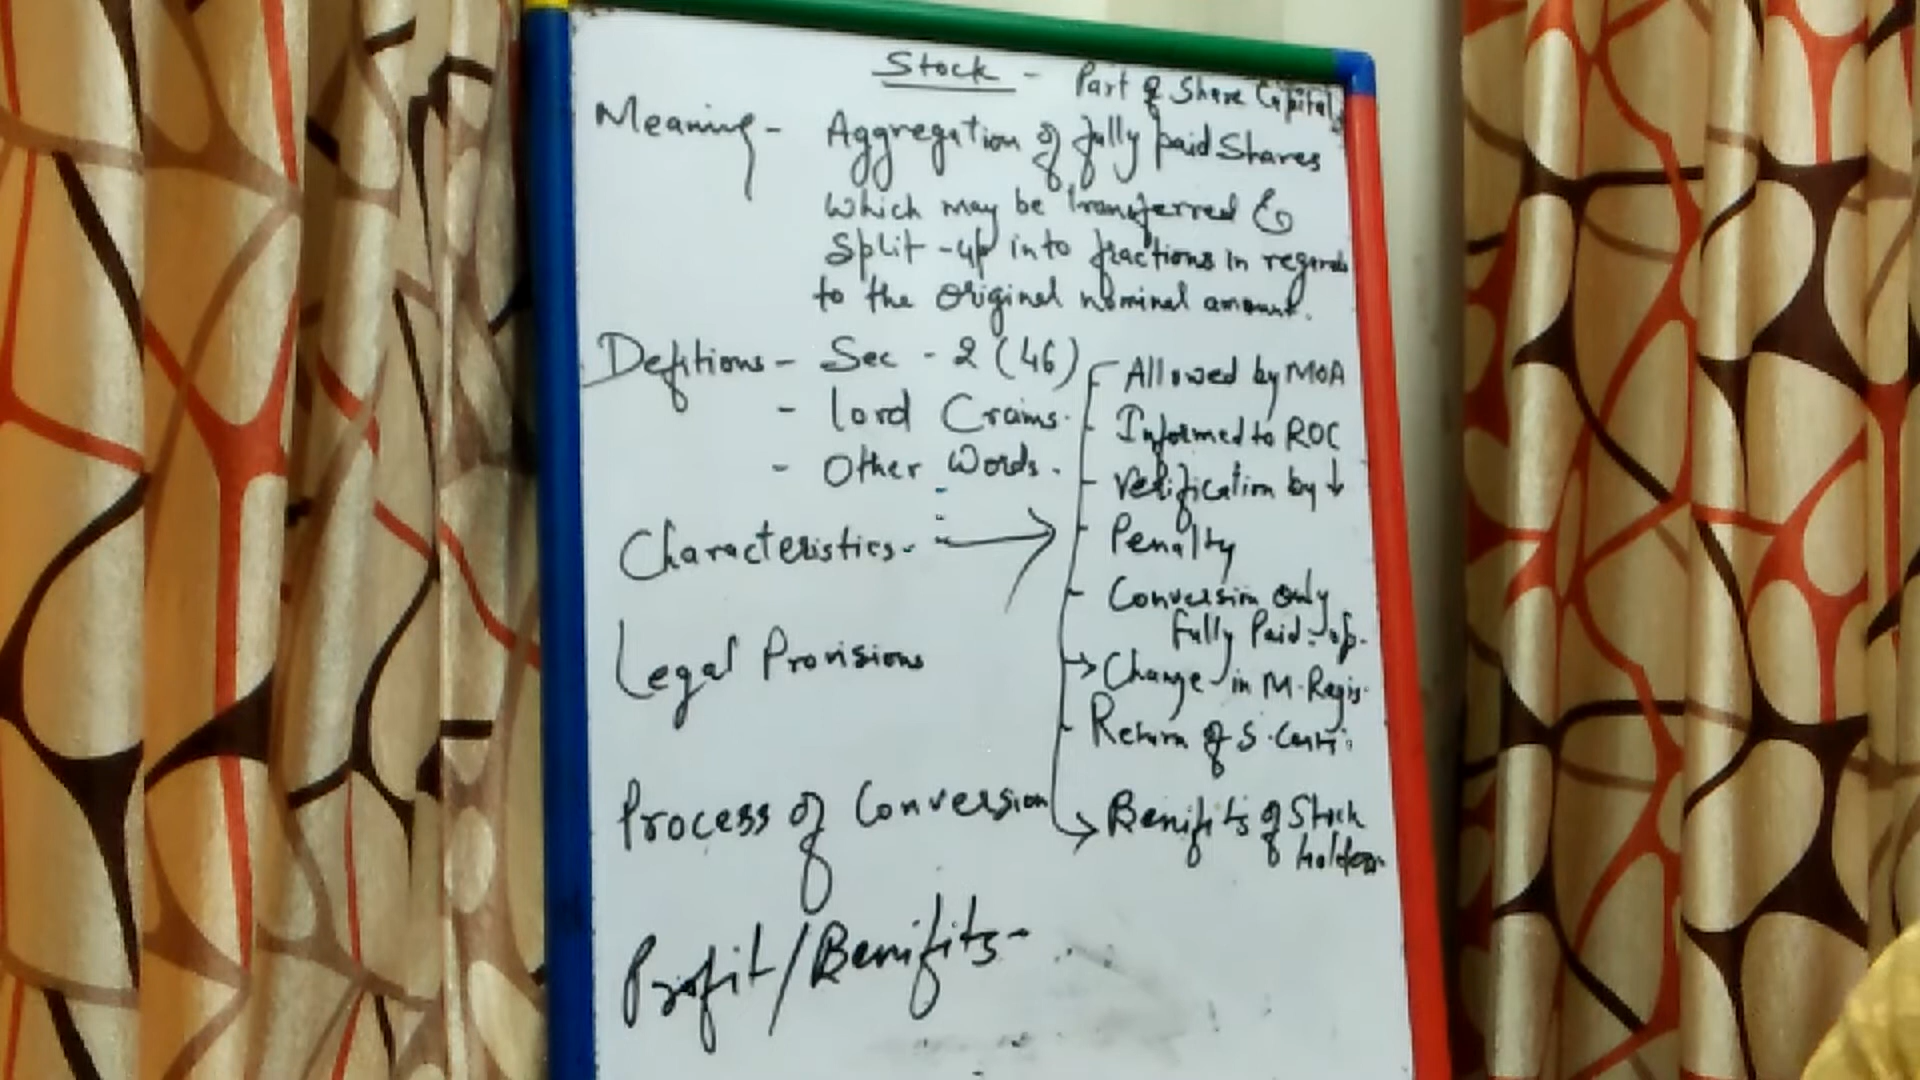 Stock - Part of Share Capital
Meaning - Aggregation of fully paid Shares
which may be transferred &
Split-up into fractions in regards
to the original nominal amount.
Defitions - Sec - 2 (46)
- Lord Crains.
- Other Words.
Characteristics.
Legal Provisions
Process of Conversion
Profit/Benifits-
Allowed by MOA
- Informed to ROC
- Verification by ↓
- Penalty
- Conversion only
fully Paid-up.
→ Change in M.Regis.
- Return of S.Certi.
→ Benifits of Stock
holders